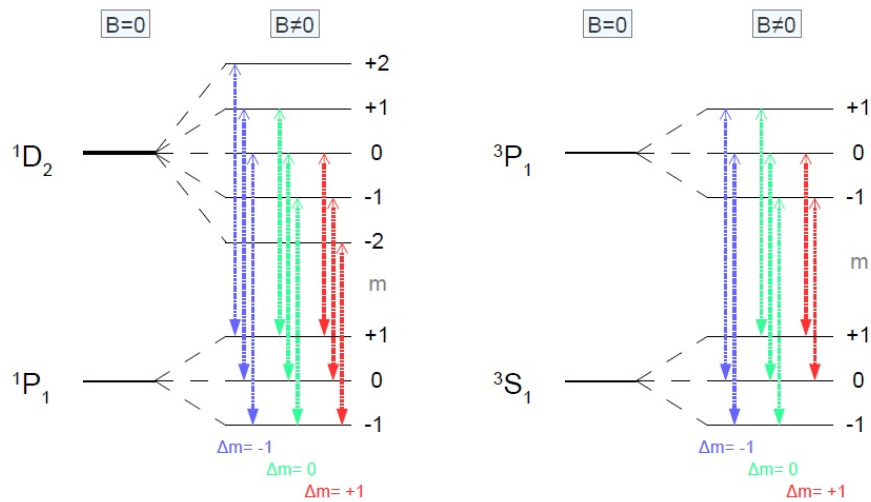 B=0
B≠0
B=0
B≠0
+2
+1
+1
¹D₂
0
³P₁
0
-1
-1
-2
m
m
+1
+1
¹P₁
0
³S₁
0
-1
-1
Δm= -1
Δm= -1
Δm= 0
Δm= 0
Δm= +1
Δm= +1